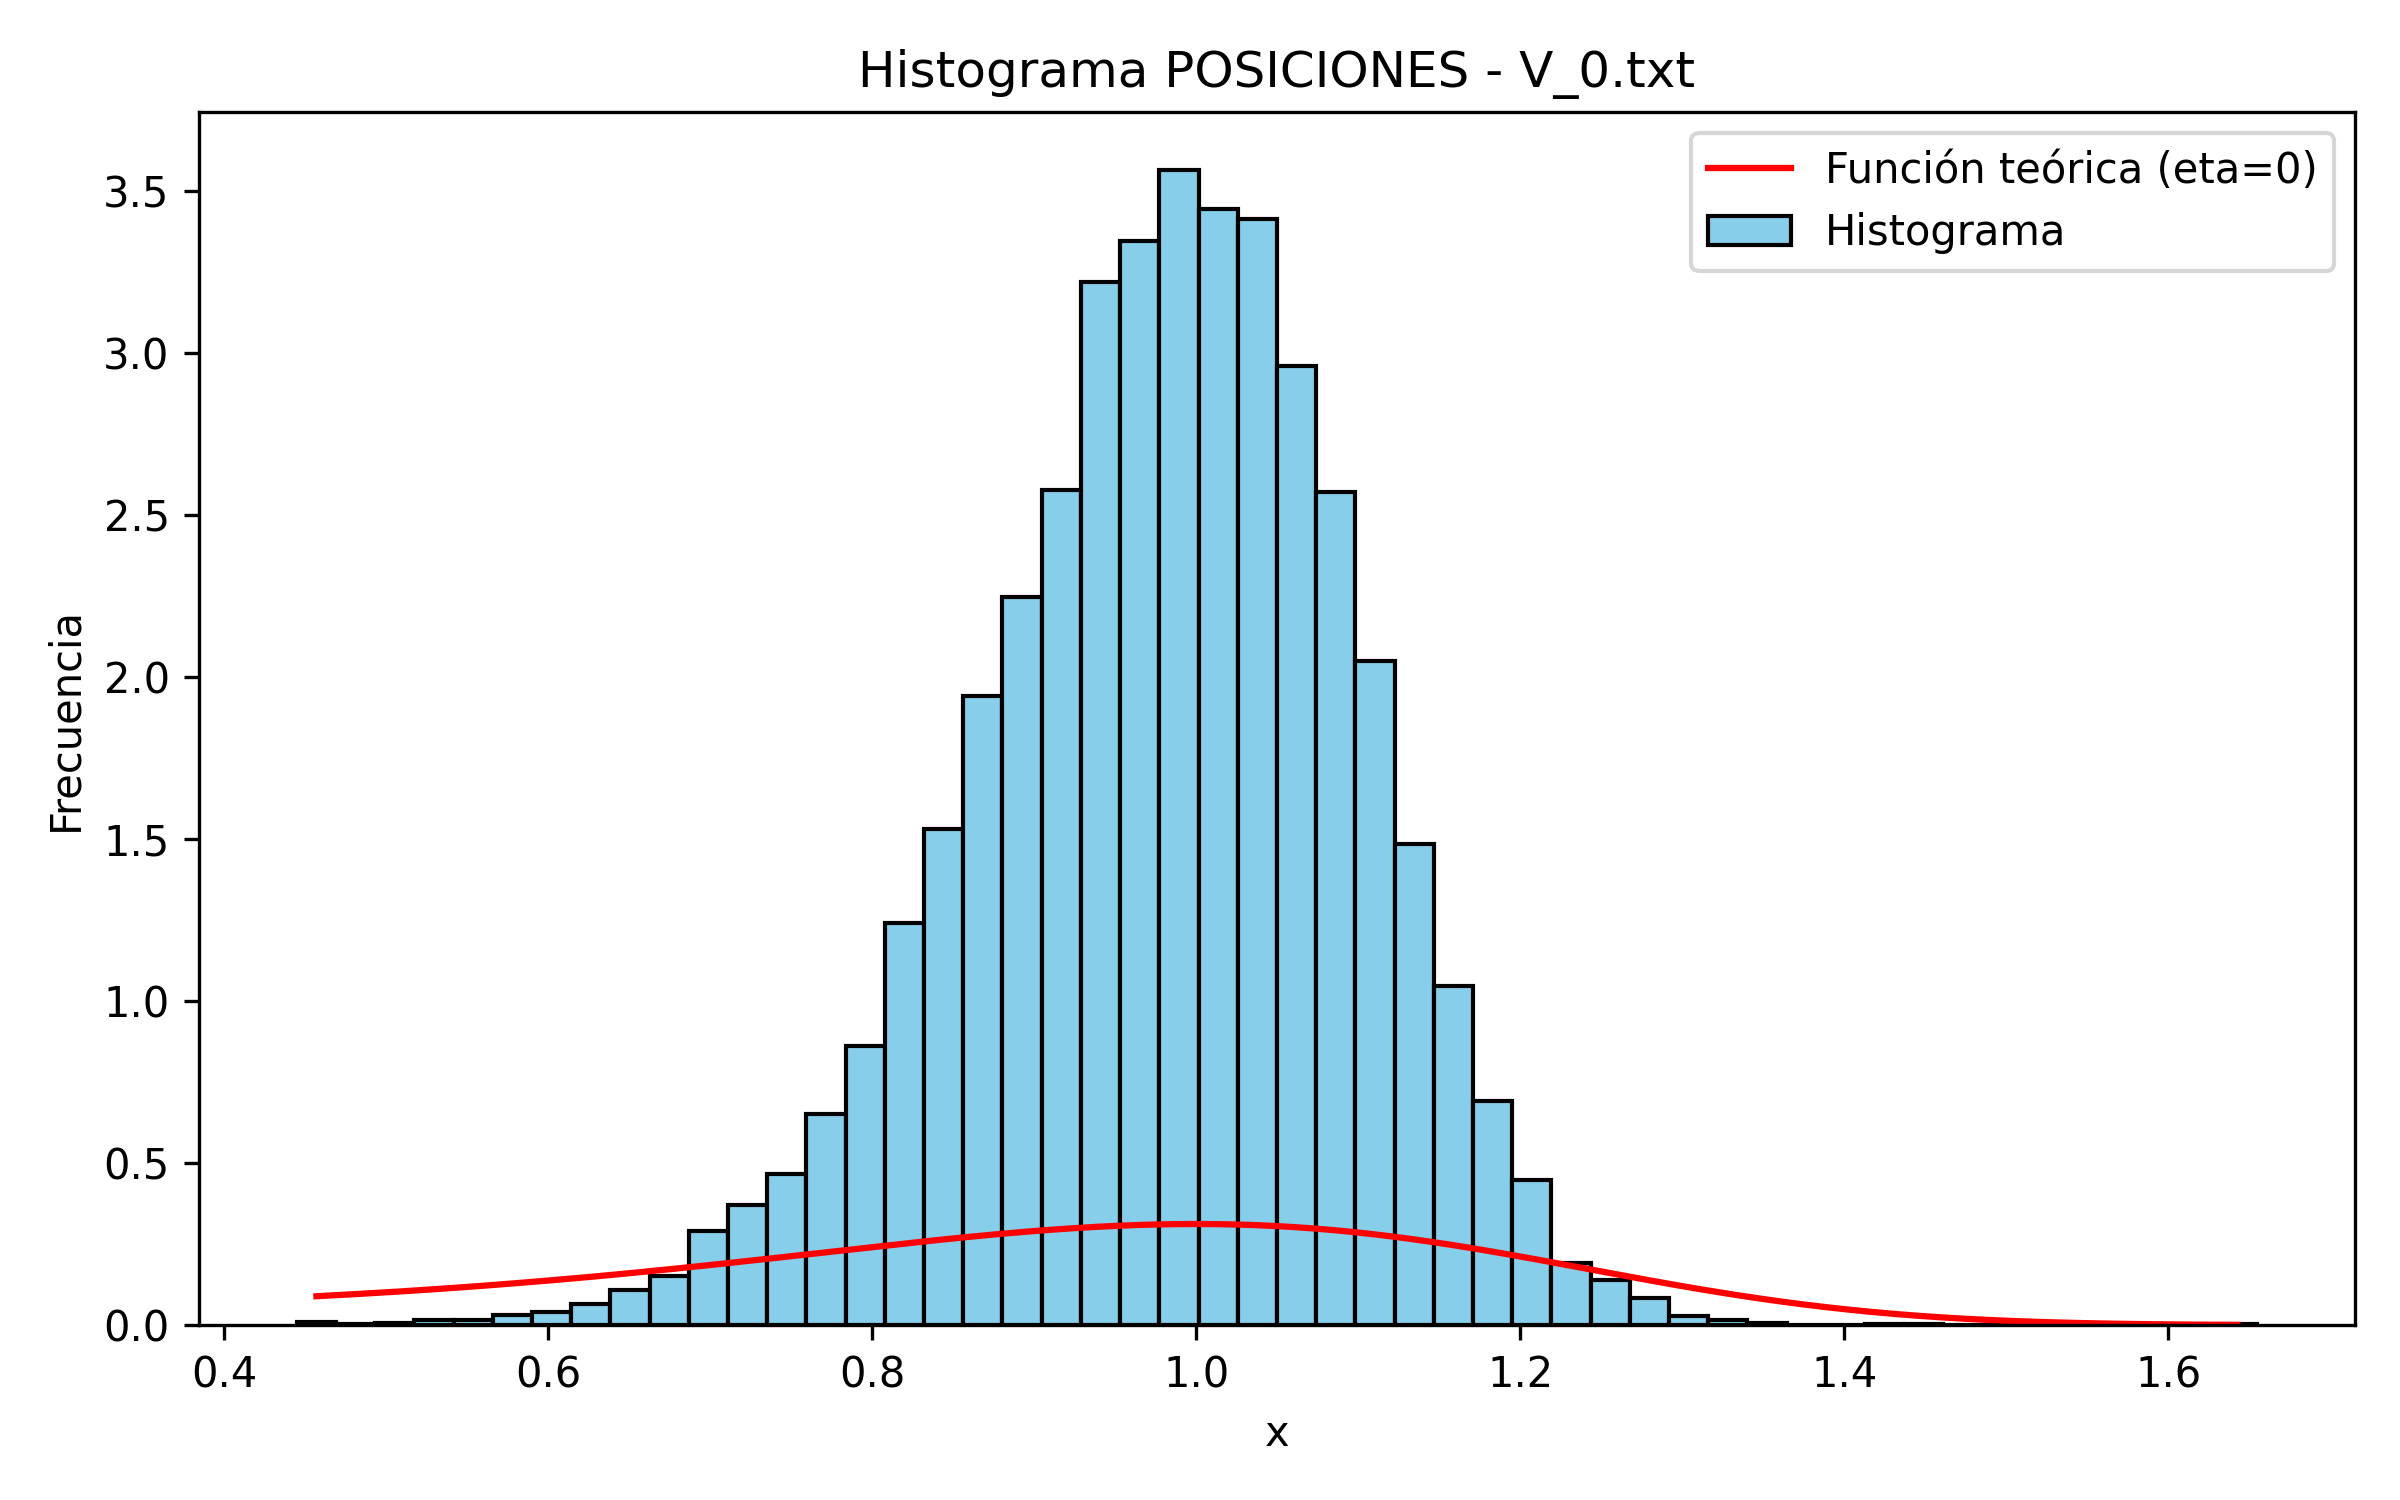 Histograma POSICIONES - V_0.txt
Función teórica (eta=0)
Histograma
Frecuencia
3.5
3.0
2.5
2.0
1.5
1.0
0.5
0.0
0.4 0.6 0.8 1.0 1.2 1.4 1.6
x